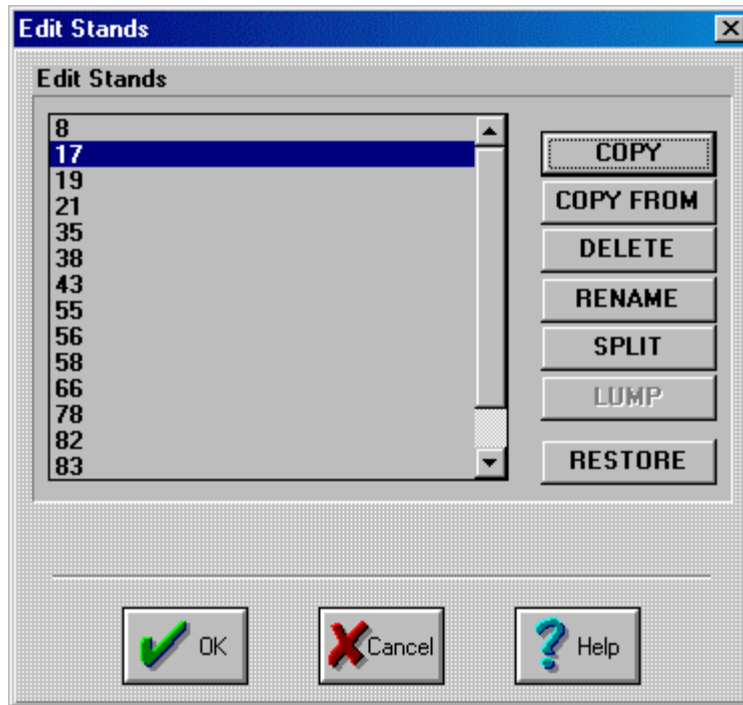 Edit Stands
Edit Stands
8
17
19
21
35
38
43
55
56
58
66
78
82
83
COPY
COPY FROM
DELETE
RENAME
SPLIT
LUMP
RESTORE
OK
Cancel
Help